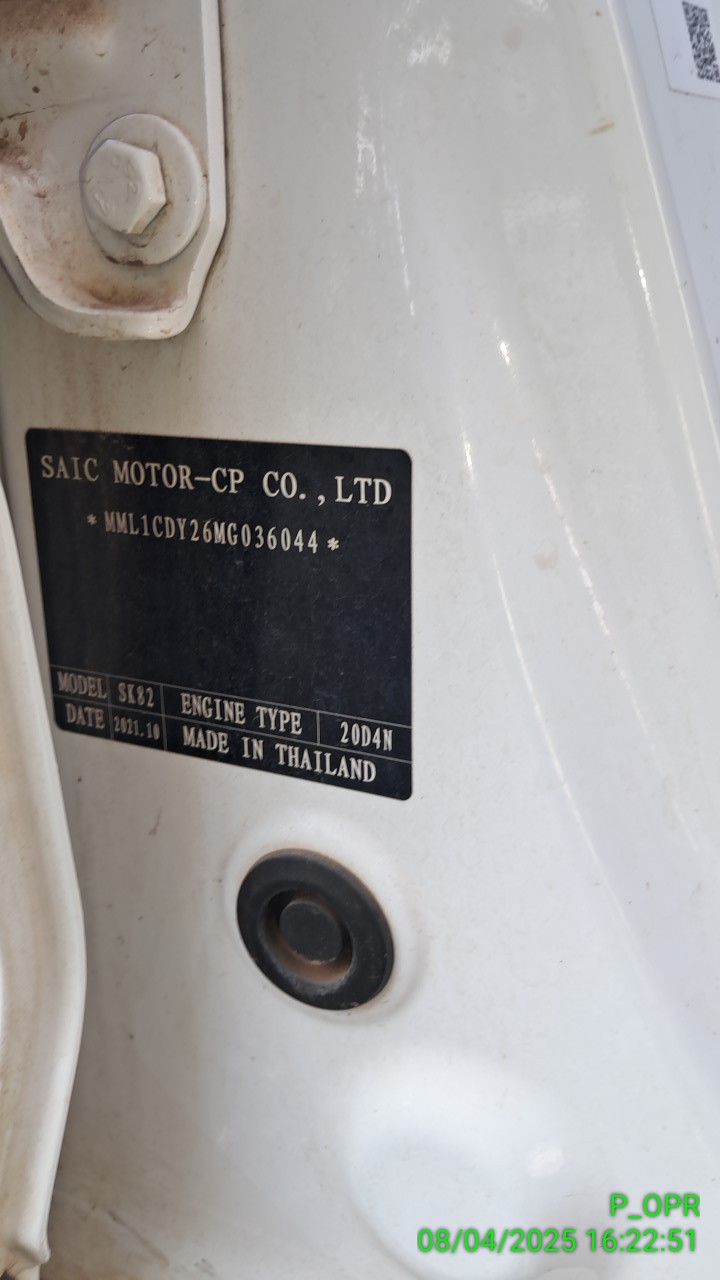 SAIC MOTOR-CP CO.,LTD
*MML1CDY26MG036044*
MODEL SK82 ENGINE TYPE 20D4N
DATE 2021.10 MADE IN THAILAND
P_OPR
08/04/2025 16:22:51